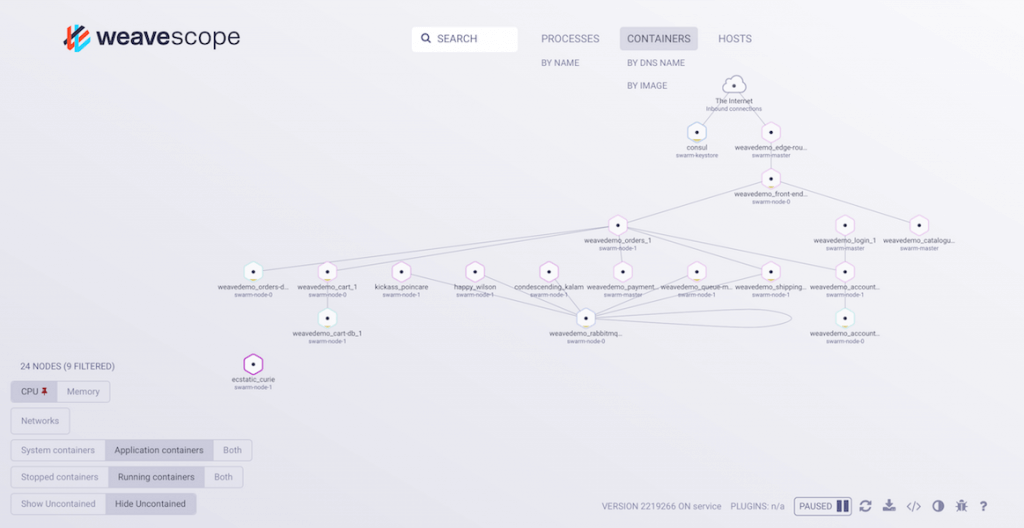 weavescope
SEARCH
PROCESSES
CONTAINERS
HOSTS
BY NAME
BY DNS NAME
BY IMAGE
The Internet
Inbound connections
consul
swarm-keystore
weavedemo_edge-rou...
swarm-master
weavedemo_front-end...
swarm-node-0
weavedemo_orders_1
swarm-node-1
weavedemo_login_1
swarm-master
weavedemo_catalogu...
swarm-master
weavedemo_orders-d...
swarm-node-0
weavedemo_cart_1
swarm-node-0
kickass_poincare
swarm-node-1
happy_wilson
swarm-node-1
condescending_kalam
swarm-node-1
weavedemo_payment...
swarm-master
weavedemo_queue-m...
swarm-node-1
weavedemo_shipping...
swarm-node-1
weavedemo_account...
swarm-node-1
weavedemo_cart-db_1
swarm-node-1
weavedemo_rabbitmq...
swarm-node-0
weavedemo_account...
swarm-node-0
24 NODES (9 FILTERED)
ecstatic_curie
swarm-node-1
CPU Memory
Networks
System containers Application containers Both
Stopped containers Running containers Both
Show Uncontained Hide Uncontained
VERSION 2219266 ON service PLUGINS: n/a PAUSED </> ?